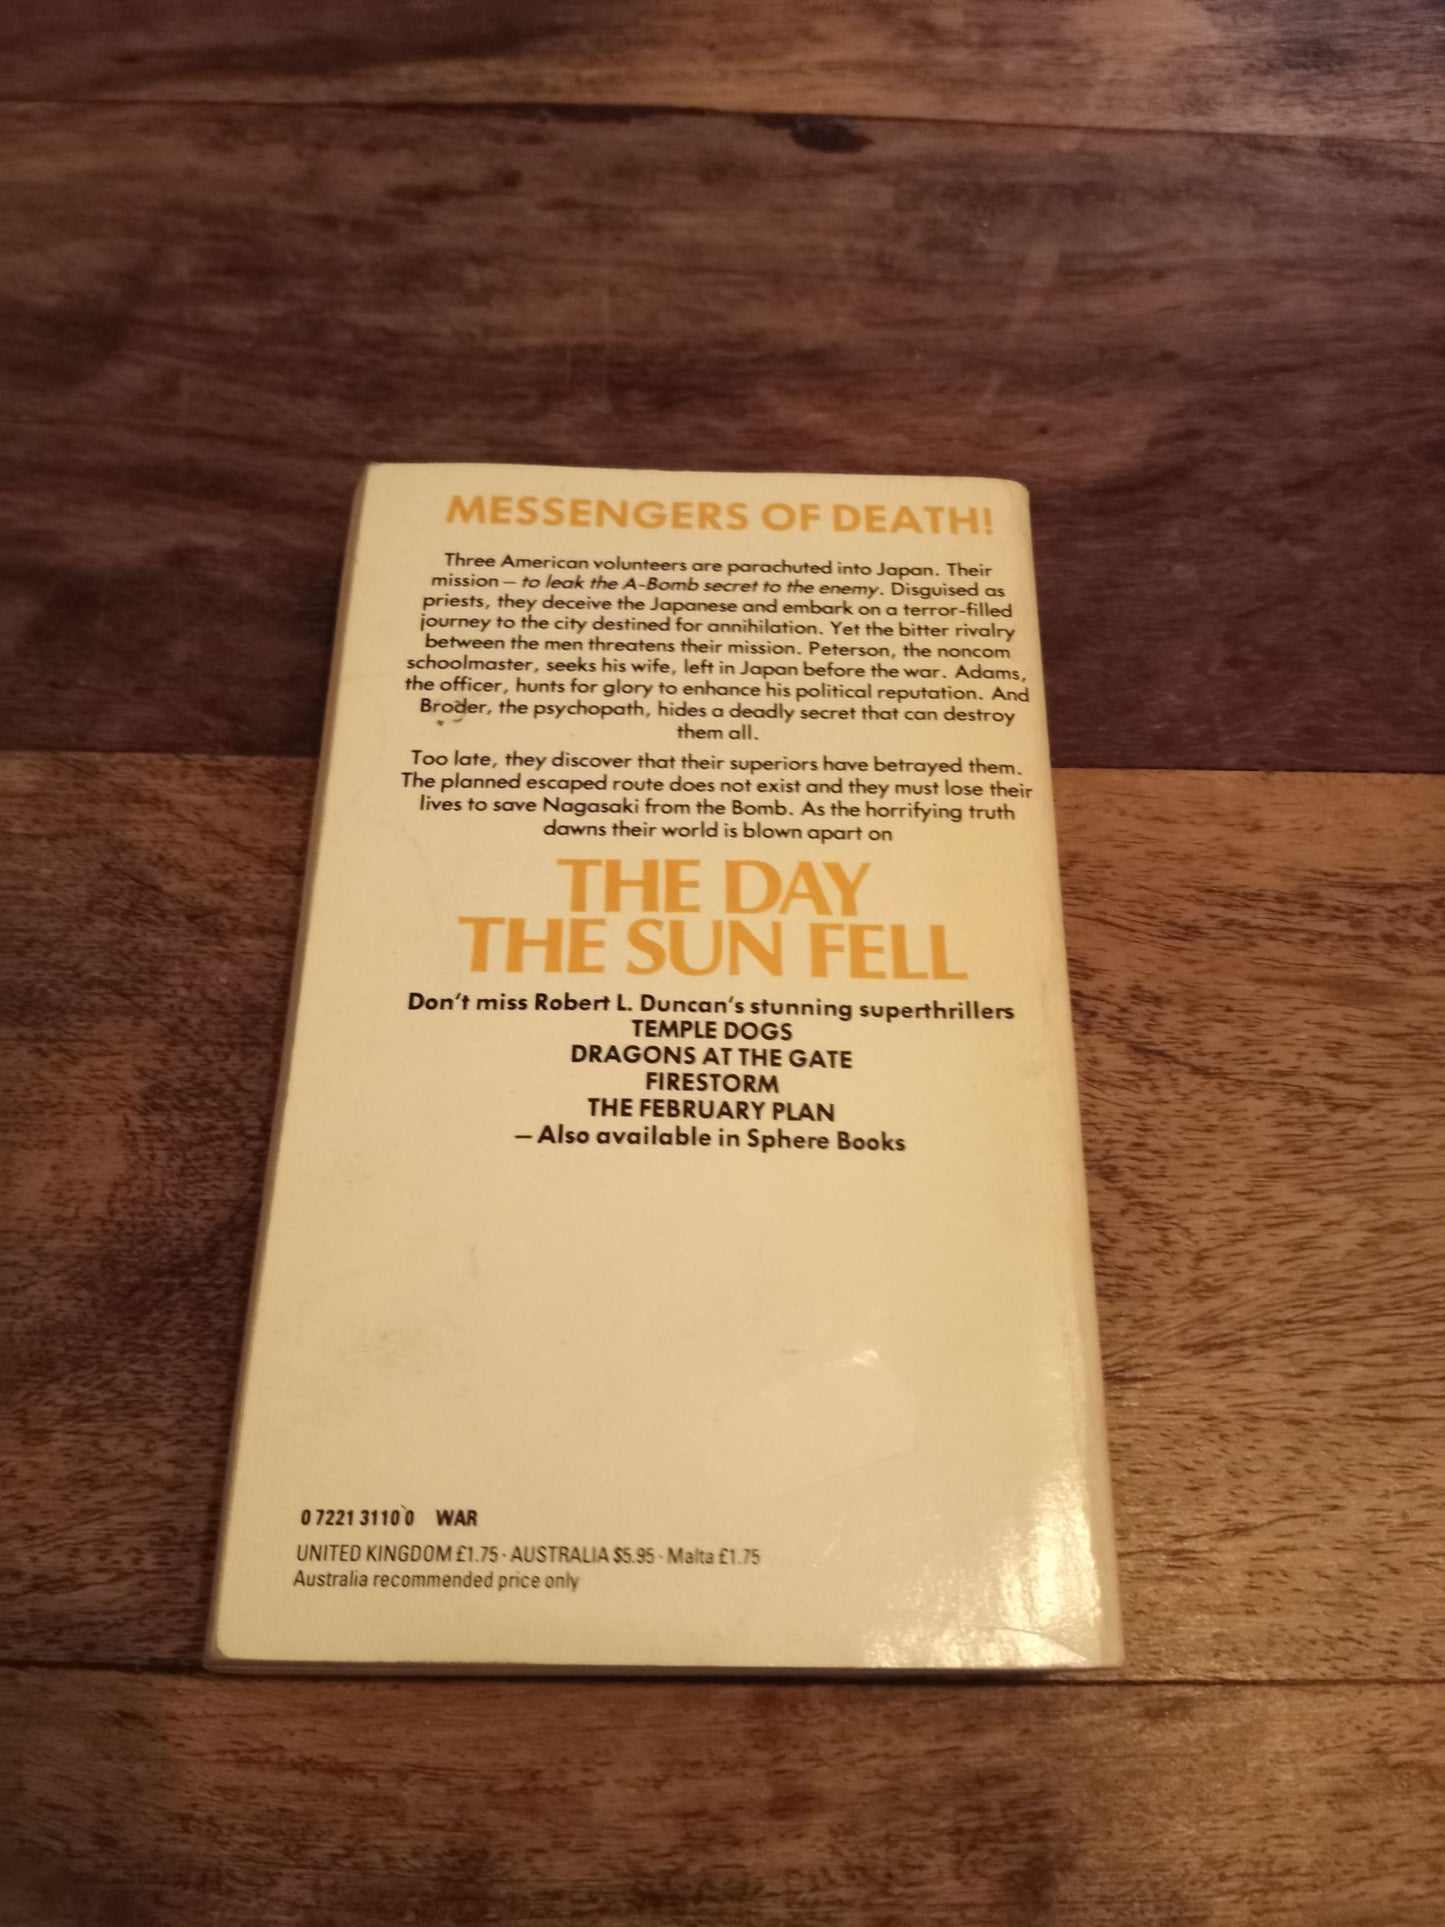 MESSENGERS OF DEATH!
Three American volunteers are parachuted into Japan. Their
mission – to leak the A-Bomb secret to the enemy. Disguised as
priests, they deceive the Japanese and embark on a terror-filled
journey to the city destined for annihilation. Yet the bitter rivalry
between the men threatens their mission. Peterson, the noncom
schoolmaster, seeks his wife, left in Japan before the war. Adams,
the officer, hunts for glory to enhance his political reputation. And
Broder, the psychopath, hides a deadly secret that can destroy
them all.
Too late, they discover that their superiors have betrayed them.
The planned escaped route does not exist and they must lose their
lives to save Nagasaki from the Bomb. As the horrifying truth
dawns their world is blown apart on
THE DAY
THE SUN FELL
Don't miss Robert L. Duncan's stunning superthrillers
TEMPLE DOGS
DRAGONS AT THE GATE
FIRESTORM
THE FEBRUARY PLAN
– Also available in Sphere Books
0 7221 3110 0 WAR
UNITED KINGDOM £1.75 · AUSTRALIA $5.95 · Malta £1.75
Australia recommended price only